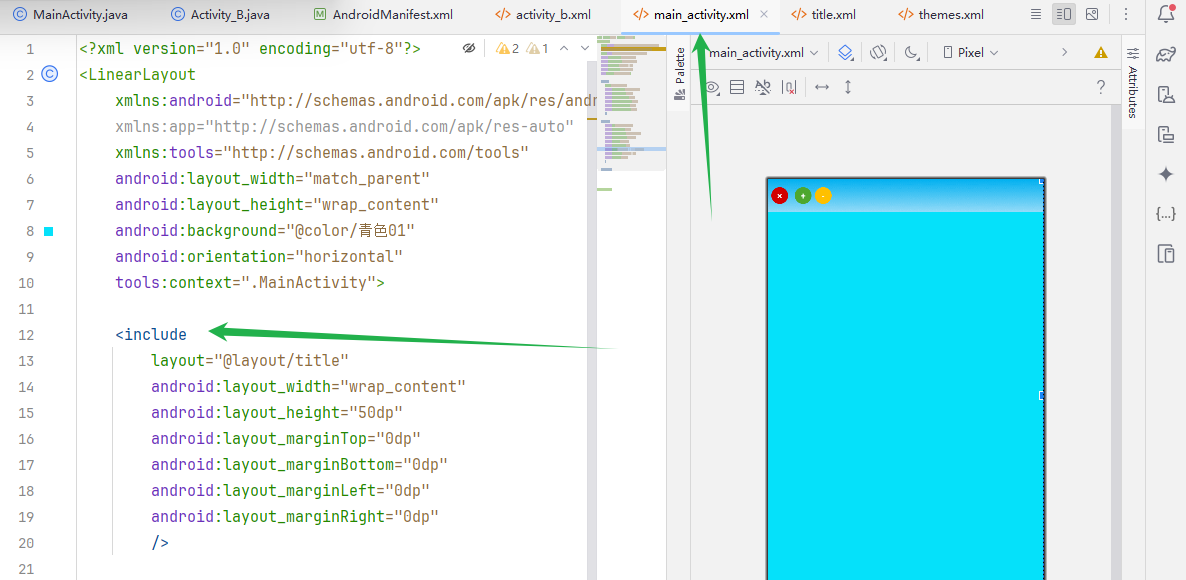 MainActivity.java
Activity_B.java
AndroidManifest.xml
activity_b.xml
main_activity.xml
title.xml
themes.xml
1 <?xml version="1.0" encoding="utf-8"?>
2 1
2 <LinearLayout
3 xmlns:android="http://schemas.android.com/apk/res/andr
4 xmlns:app="http://schemas.android.com/apk/res-auto"
5 xmlns:tools="http://schemas.android.com/tools"
6 android:layout_width="match_parent"
7 android:layout_height="wrap_content"
8 android:background="@color/青色01"
9 android:orientation="horizontal"
10 tools:context=".MainActivity">
11
12 <include
13 layout="@layout/title"
14 android:layout_width="wrap_content"
15 android:layout_height="50dp"
16 android:layout_marginTop="0dp"
17 android:layout_marginBottom="0dp"
18 android:layout_marginLeft="0dp"
19 android:layout_marginRight="0dp"
20 />
21
Palette
main_activity.xml
Pixel
Attributes